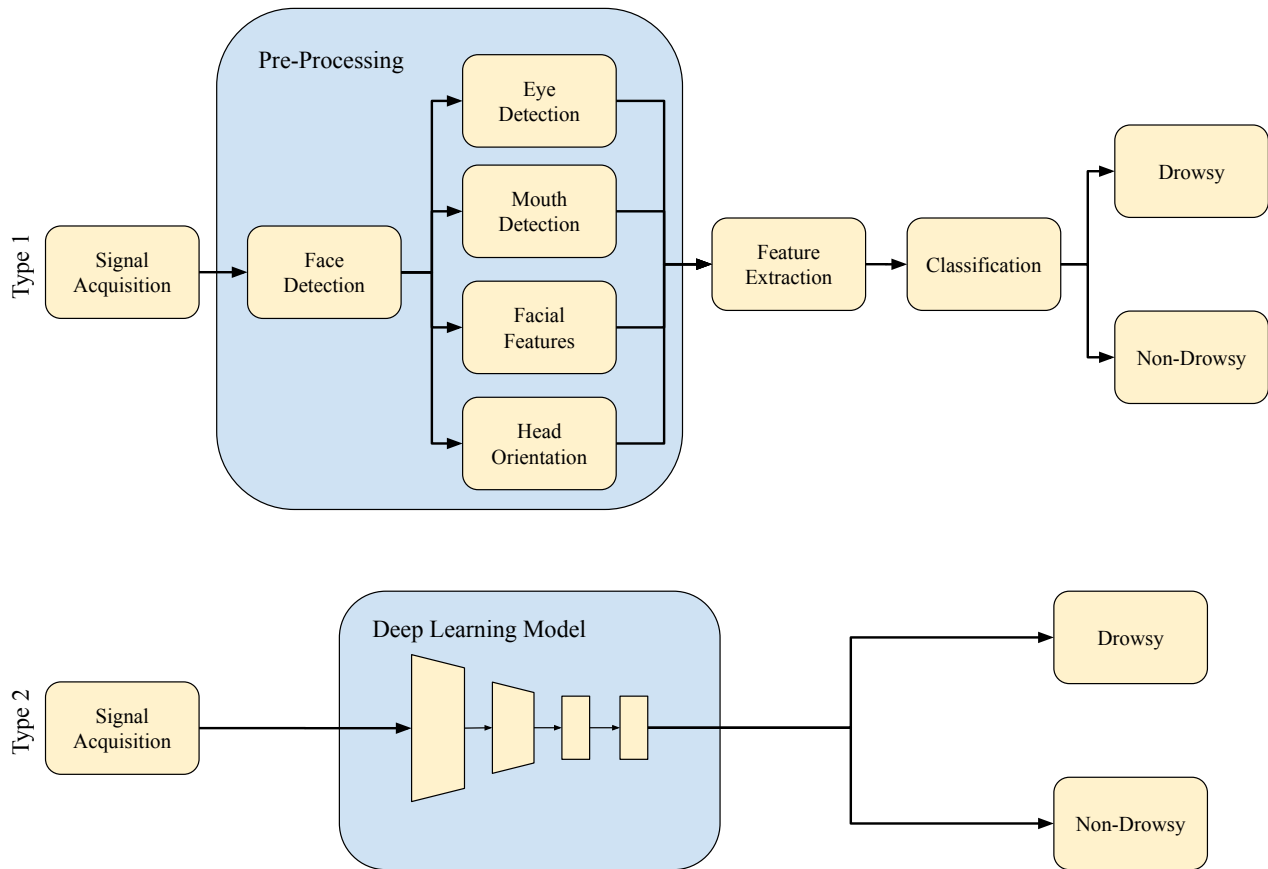 Pre-Processing
Eye
Detection
Mouth
Detection
Facial
Features
Head
Orientation
Type 1
Signal
Acquisition
Face
Detection
Feature
Extraction
Classification
Drowsy
Non-Drowsy
Deep Learning Model
Type 2
Signal
Acquisition
Drowsy
Non-Drowsy